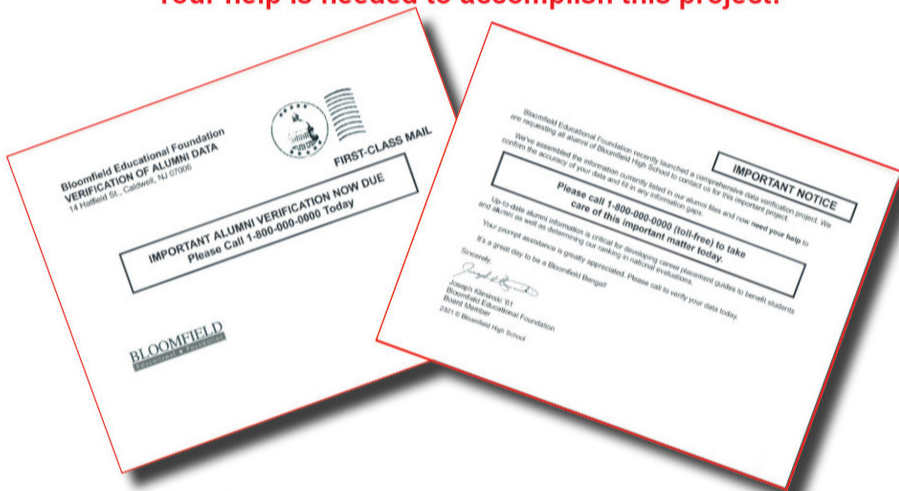 Your help is needed to accomplish this project.
Bloomfield Educational Foundation
VERIFICATION OF ALUMNI DATA
14 Hatfield St., Caldwell, NJ 07006
FIRST-CLASS MAIL
IMPORTANT ALUMNI VERIFICATION NOW DUE
Please Call 1-800-000-0000 Today
BLOOMFIELD
Educational • Foundation
IMPORTANT NOTICE
Bloomfield Educational Foundation recently launched a comprehensive data verification project. We
are requesting all alumni of Bloomfield High School to contact us for this important project.
We've assembled the information currently listed in our alumni files and now need your help to
confirm the accuracy of your data and fill in any information gaps.
Please call 1-800-000-0000 (toll-free) to take
care of this important matter today.
Up-to-date alumni information is critical for developing career placement guides to benefit students
and alumni as well as determining our ranking in national evaluations.
Your prompt assistance is greatly appreciated. Please call to verify your data today.
It's a great day to be a Bloomfield Bengal!
Sincerely,
Joseph Kliminski '61
Bloomfield Educational Foundation
Board Member
2321 © Bloomfield High School